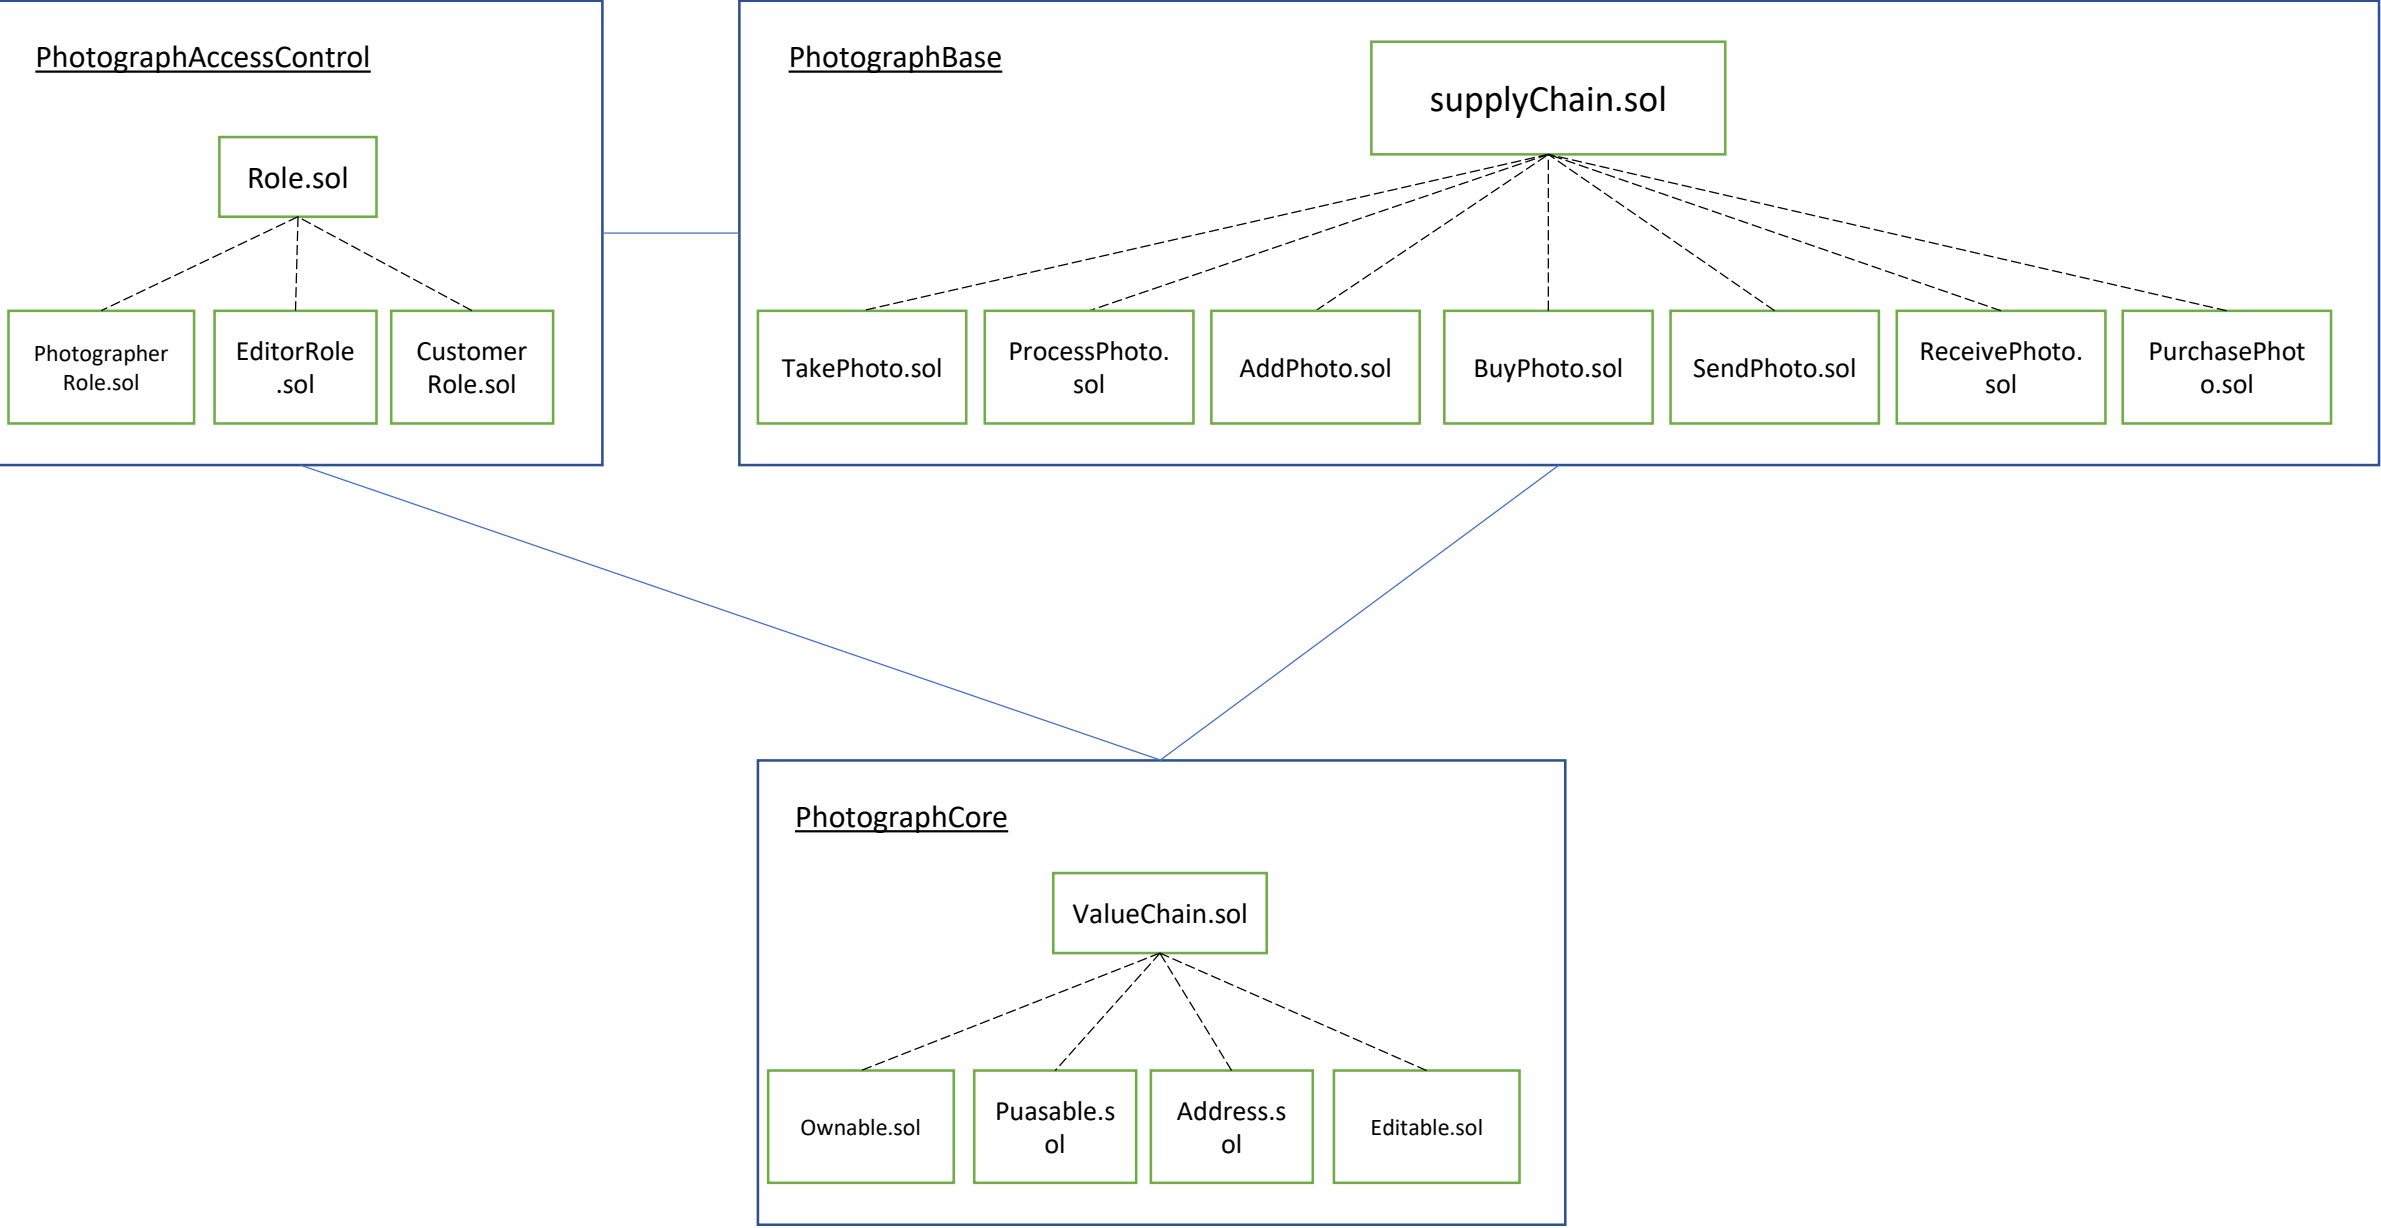 PhotographAccessControl
Role.sol
Photographer
Role.sol
EditorRole
.sol
Customer
Role.sol
PhotographBase
supplyChain.sol
TakePhoto.sol
ProcessPhoto.
sol
AddPhoto.sol
BuyPhoto.sol
SendPhoto.sol
ReceivePhoto.
sol
PurchasePhot
o.sol
PhotographCore
ValueChain.sol
Ownable.sol
Puasable.s
ol
Address.s
ol
Editable.sol